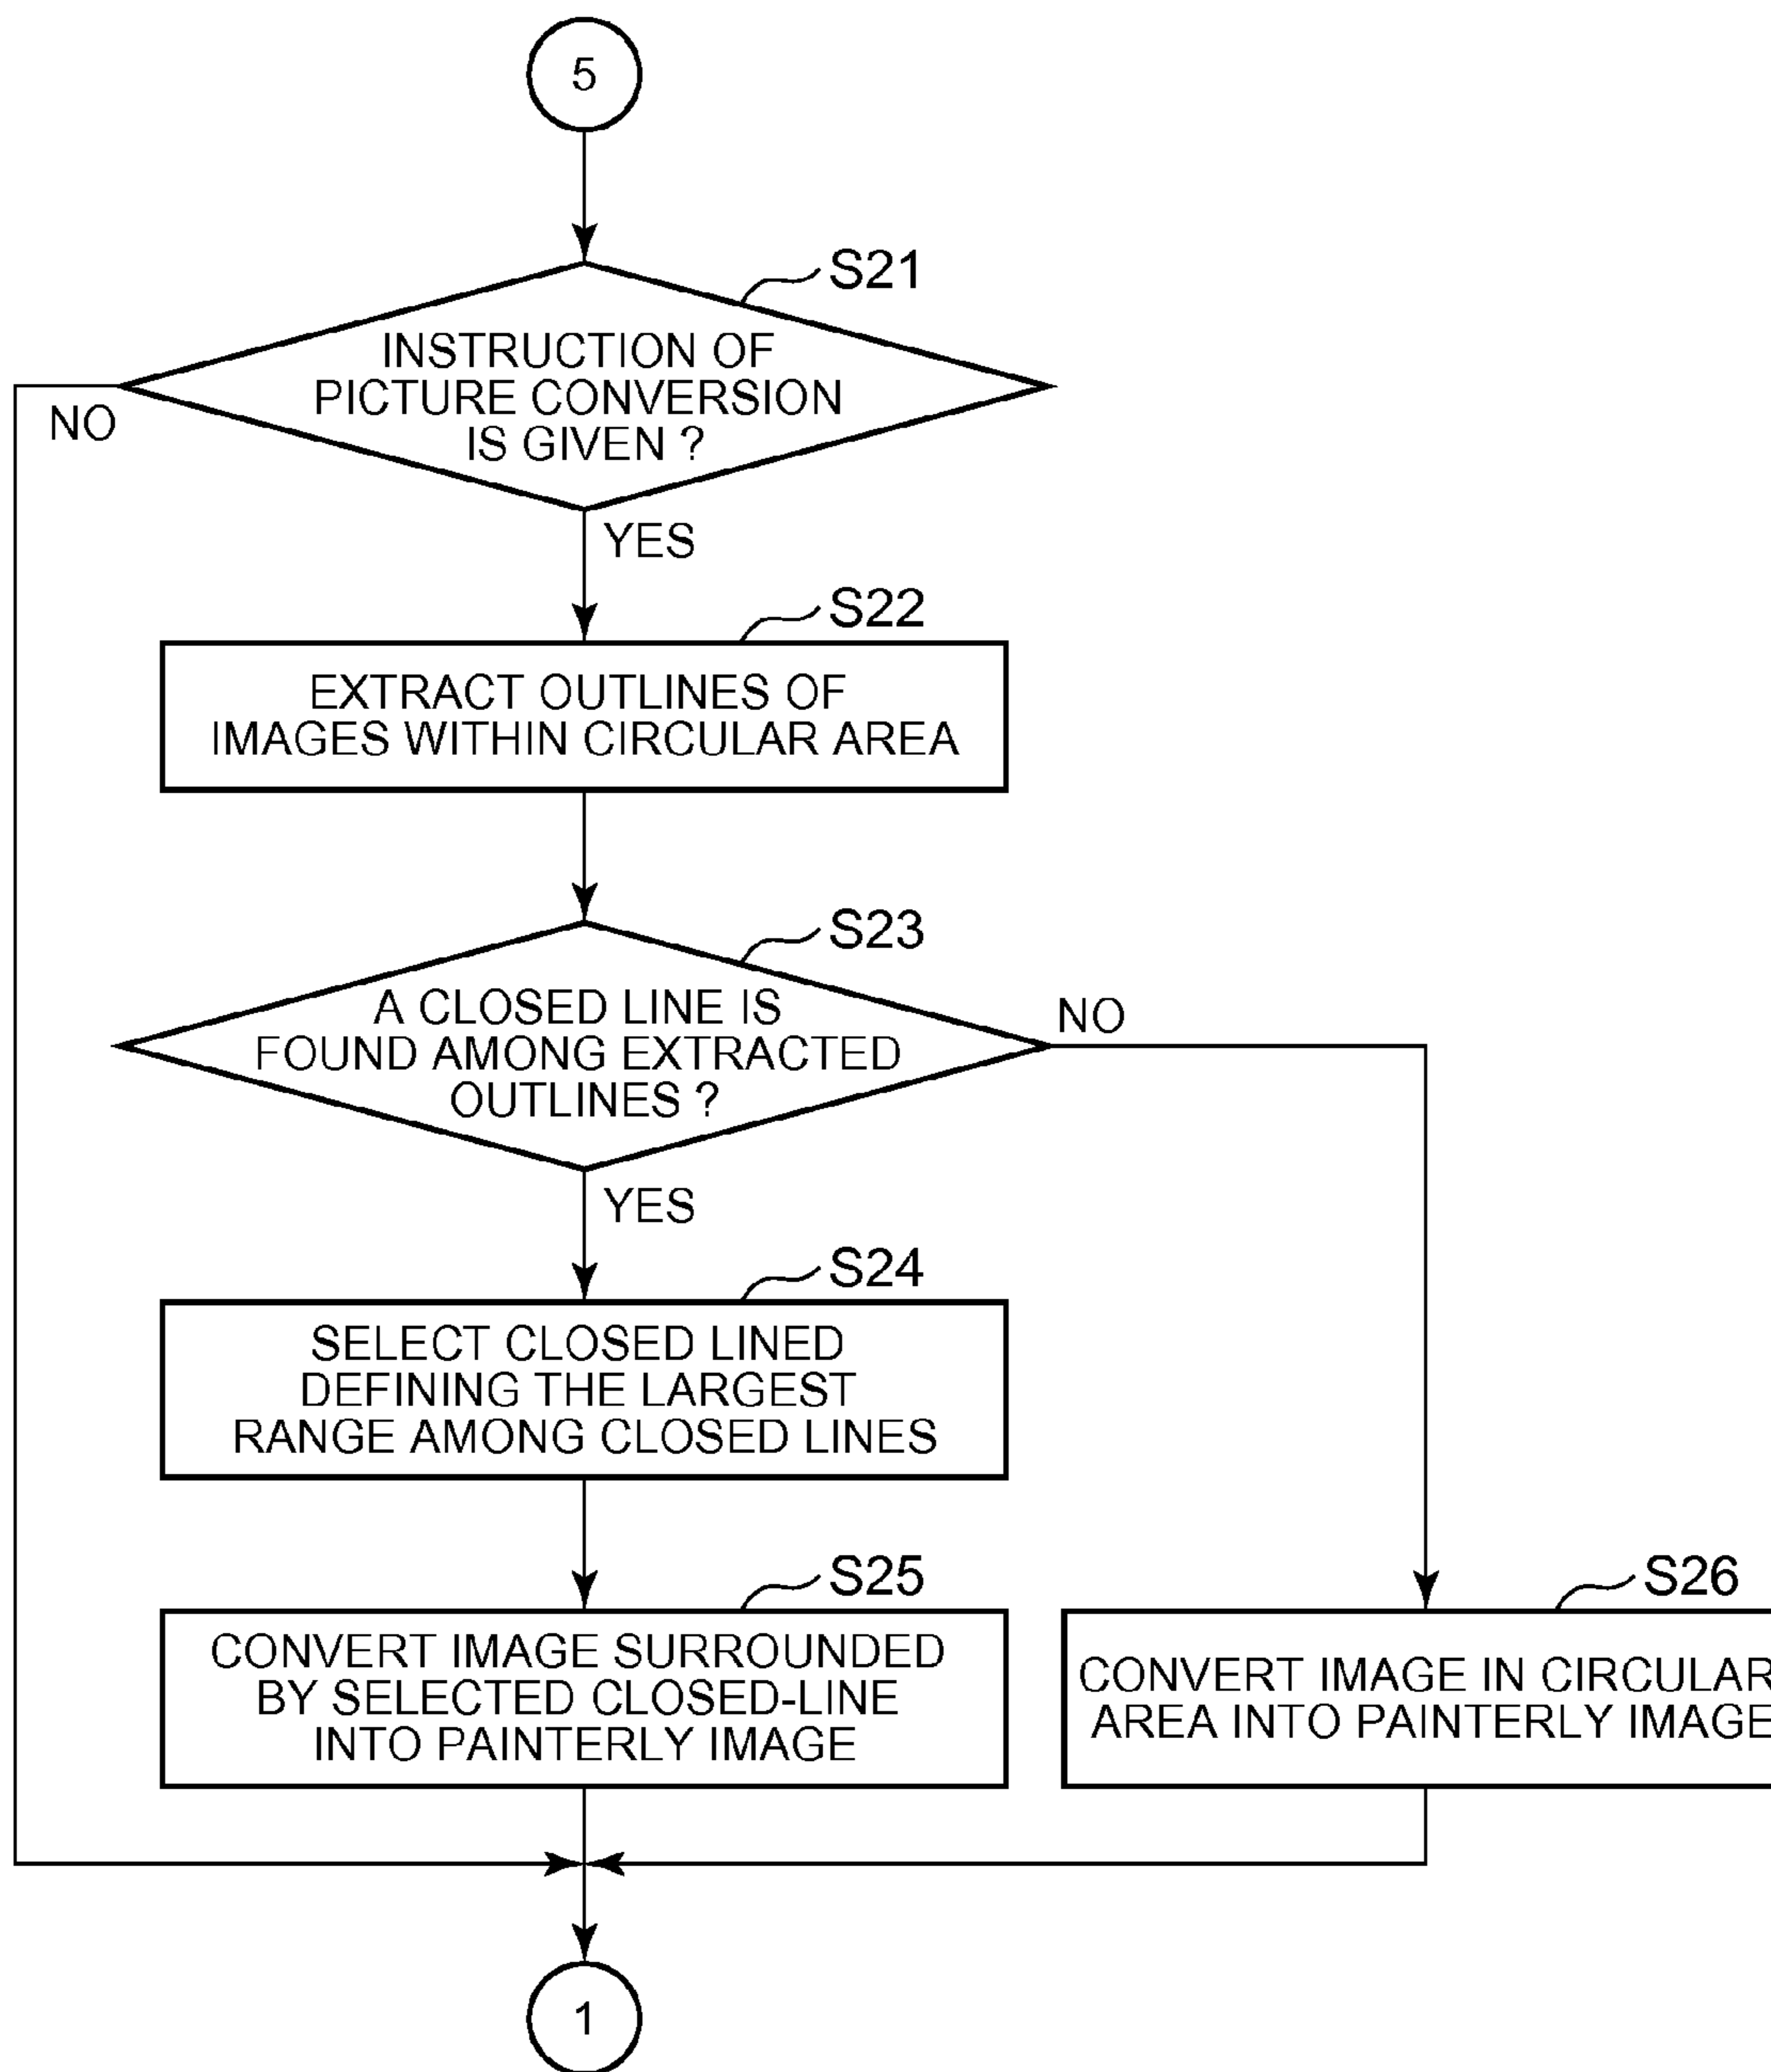 5
S21
INSTRUCTION OF
PICTURE CONVERSION
IS GIVEN ?
NO
YES
S22
EXTRACT OUTLINES OF
IMAGES WITHIN CIRCULAR AREA
S23
A CLOSED LINE IS
FOUND AMONG EXTRACTED
OUTLINES ?
NO
YES
S24
SELECT CLOSED LINED
DEFINING THE LARGEST
RANGE AMONG CLOSED LINES
S25
CONVERT IMAGE SURROUNDED
BY SELECTED CLOSED-LINE
INTO PAINTERLY IMAGE
S26
CONVERT IMAGE IN CIRCULAR
AREA INTO PAINTERLY IMAGE
1